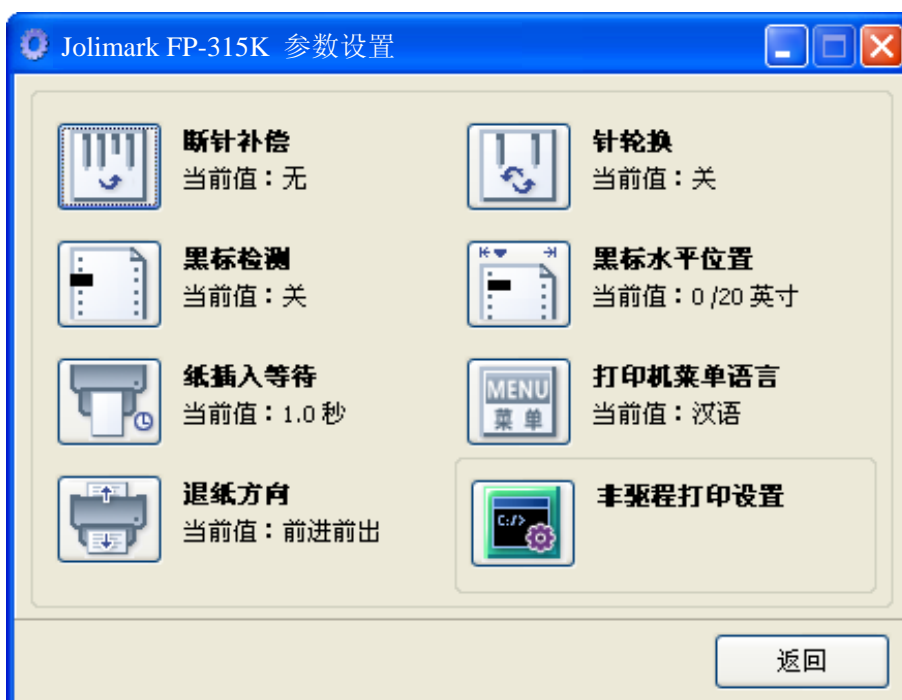 Jolimark FP-315K 参数设置
断针补偿
当前值：无
针轮换
当前值：关
黑标检测
当前值：关
黑标水平位置
当前值：0 /20 英寸
纸插入等待
当前值：1.0 秒
MENU
菜单
打印机菜单语言
当前值：汉语
退纸方向
当前值：前进前出
C:/>
非驱程打印设置
返回